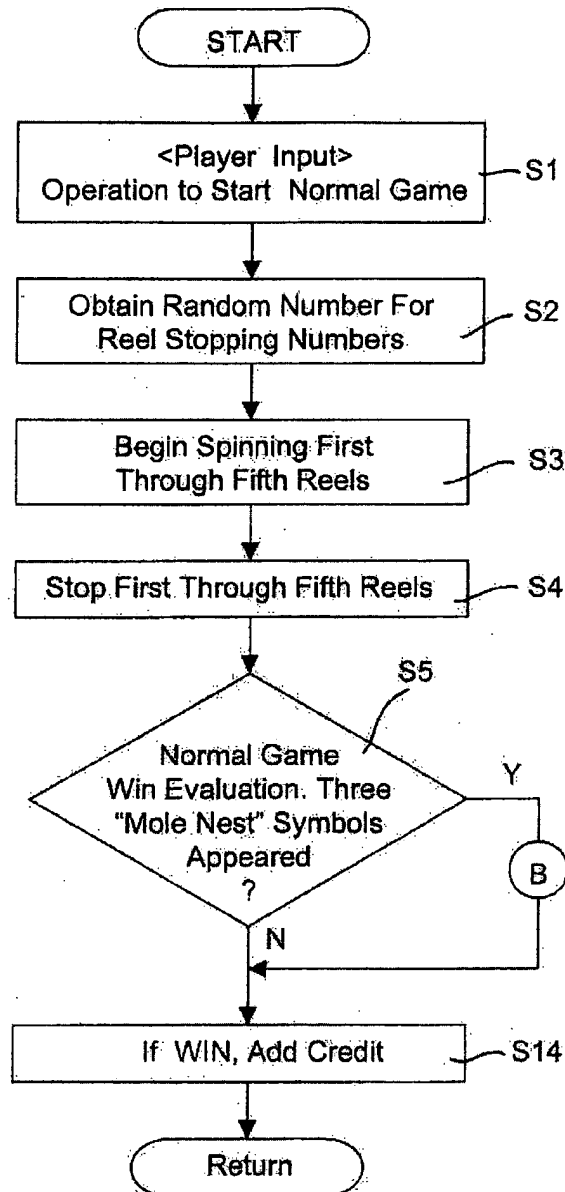 START
<Player Input>
Operation to Start Normal Game
S1
Obtain Random Number For
Reel Stopping Numbers
S2
Begin Spinning First
Through Fifth Reels
S3
Stop First Through Fifth Reels
S4
S5
Normal Game
Win Evaluation. Three
“Mole Nest” Symbols
Appeared
?
Y
B
N
If WIN, Add Credit
S14
Return